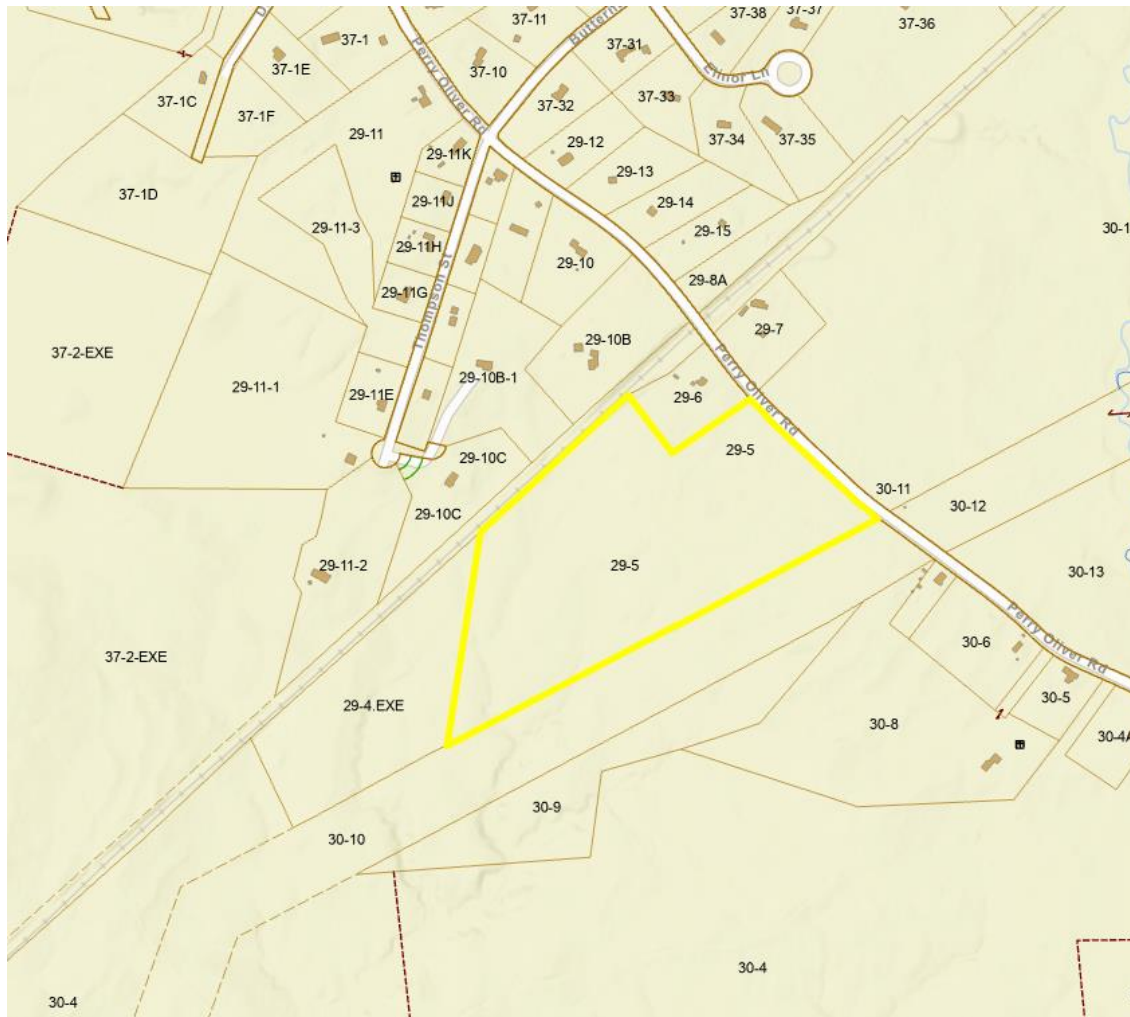 37-11
37-38
37-37
37-36
37-1
Perry Oliver Rd
37-31
37-1E
37-10
Elinor Ln
37-1C
37-32
37-33
37-1F
29-11
29-12
37-34
37-35
29-11K
29-13
37-1D
29-11J
29-14
29-11-3
29-15
30-1
29-11H
29-10
29-8A
29-11G
Thompson St
29-7
37-2-EXE
29-10B
Perry Oliver Rd
29-10B-1
29-11-1
29-11E
29-6
29-5
29-10C
30-11
30-12
29-10C
29-11-2
29-5
30-13
Perry Oliver Rd
30-6
37-2-EXE
30-5
29-4.EXE
30-8
30-4A
30-9
30-10
30-4
30-4